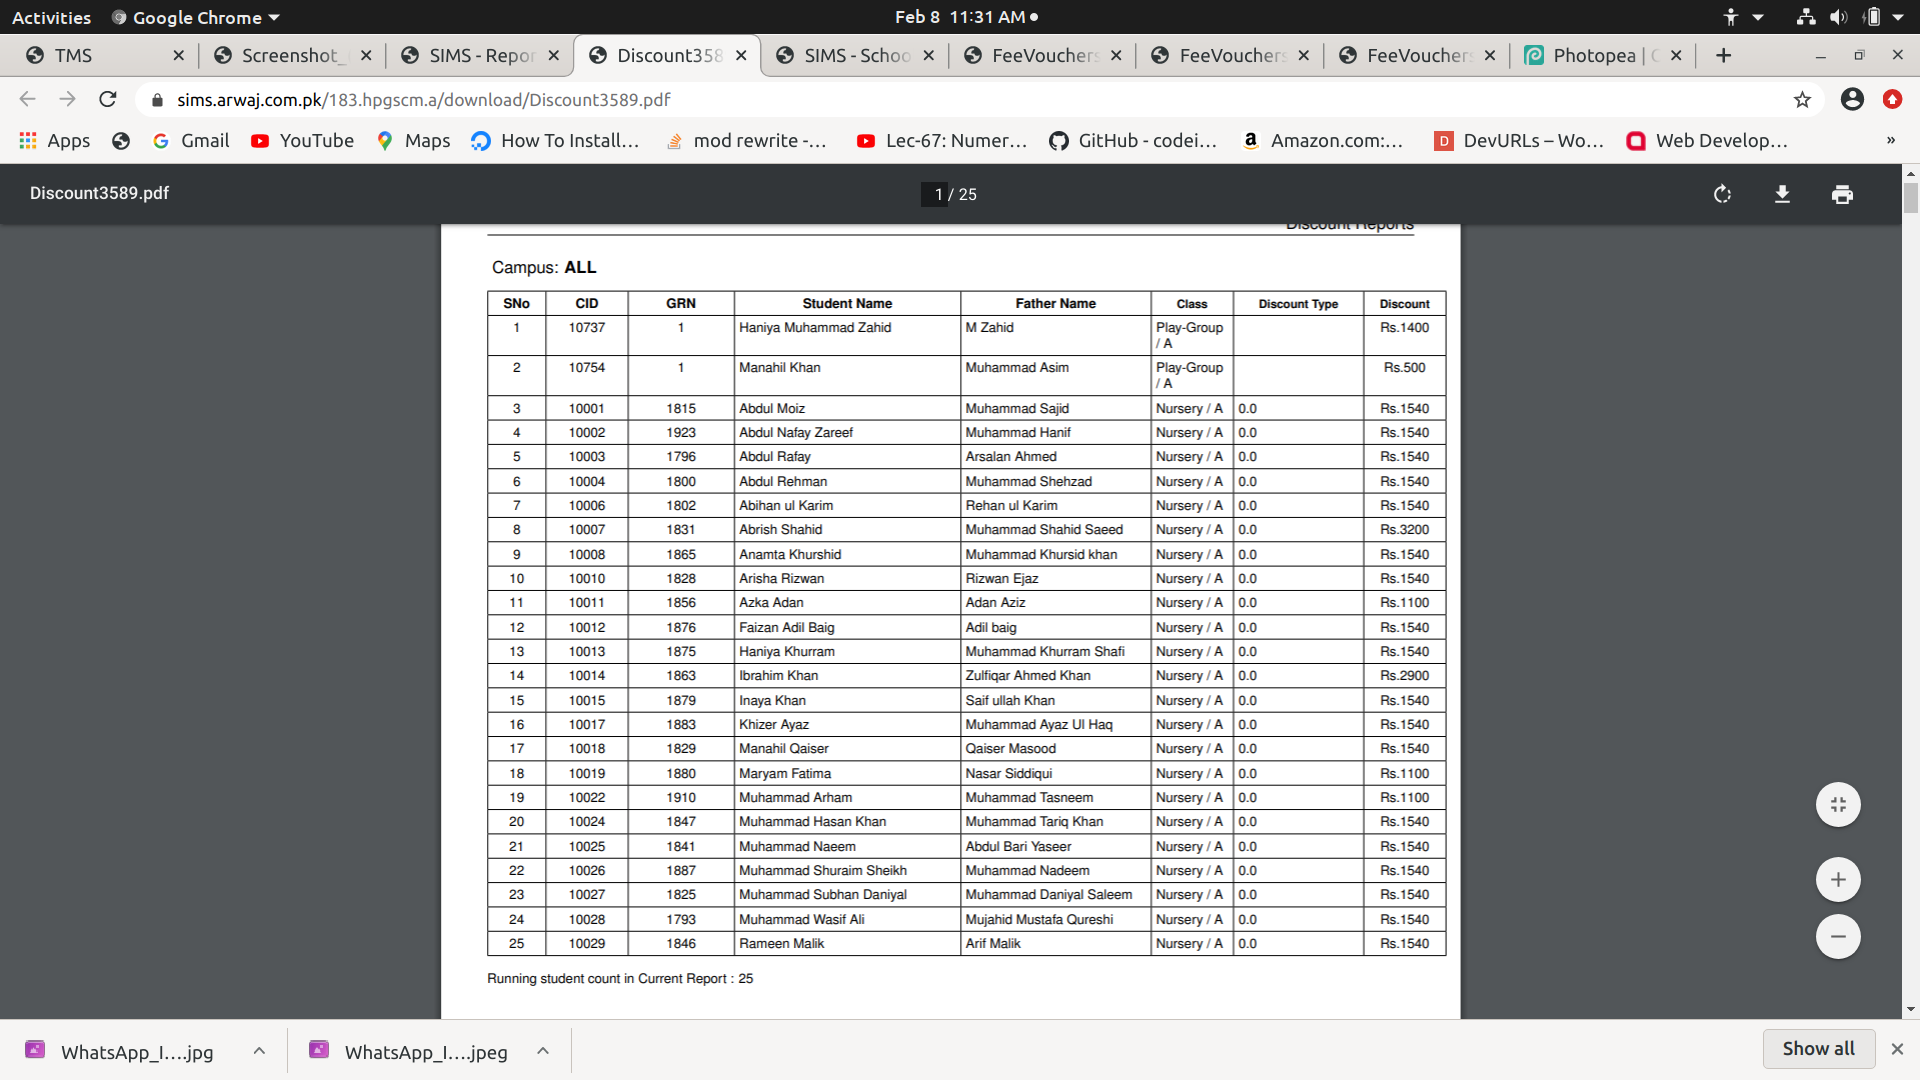 Activities Google Chrome Feb 8 11:31 AM
TMS Screenshot_ SIMS - Repor Discount358 SIMS - Schoo FeeVouchers FeeVouchers FeeVouchers Photopea |
sims.arwaj.com.pk/183.hpgscm.a/download/Discount3589.pdf
Apps Gmail YouTube Maps How To Install... mod rewrite -... Lec-67: Numer... GitHub - codei... Amazon.com:... DevURLs – Wo... Web Develop... »
Discount3589.pdf 1 / 25
Discount Reports
Campus: ALL
SNo CID GRN Student Name Father Name Class Discount Type Discount
1 10737 1 Haniya Muhammad Zahid M Zahid Play-Group / A Rs.1400
2 10754 1 Manahil Khan Muhammad Asim Play-Group / A Rs.500
3 10001 1815 Abdul Moiz Muhammad Sajid Nursery / A 0.0 Rs.1540
4 10002 1923 Abdul Nafay Zareef Muhammad Hanif Nursery / A 0.0 Rs.1540
5 10003 1796 Abdul Rafay Arsalan Ahmed Nursery / A 0.0 Rs.1540
6 10004 1800 Abdul Rehman Muhammad Shehzad Nursery / A 0.0 Rs.1540
7 10006 1802 Abihan ul Karim Rehan ul Karim Nursery / A 0.0 Rs.1540
8 10007 1831 Abrish Shahid Muhammad Shahid Saeed Nursery / A 0.0 Rs.3200
9 10008 1865 Anamta Khurshid Muhammad Khursid khan Nursery / A 0.0 Rs.1540
10 10010 1828 Arisha Rizwan Rizwan Ejaz Nursery / A 0.0 Rs.1540
11 10011 1856 Azka Adan Adan Aziz Nursery / A 0.0 Rs.1100
12 10012 1876 Faizan Adil Baig Adil baig Nursery / A 0.0 Rs.1540
13 10013 1875 Haniya Khurram Muhammad Khurram Shafi Nursery / A 0.0 Rs.1540
14 10014 1863 Ibrahim Khan Zulfiqar Ahmed Khan Nursery / A 0.0 Rs.2900
15 10015 1879 Inaya Khan Saif ullah Khan Nursery / A 0.0 Rs.1540
16 10017 1883 Khizer Ayaz Muhammad Ayaz Ul Haq Nursery / A 0.0 Rs.1540
17 10018 1829 Manahil Qaiser Qaiser Masood Nursery / A 0.0 Rs.1540
18 10019 1880 Maryam Fatima Nasar Siddiqui Nursery / A 0.0 Rs.1100
19 10022 1910 Muhammad Arham Muhammad Tasneem Nursery / A 0.0 Rs.1100
20 10024 1847 Muhammad Hasan Khan Muhammad Tariq Khan Nursery / A 0.0 Rs.1540
21 10025 1841 Muhammad Naeem Abdul Bari Yaseer Nursery / A 0.0 Rs.1540
22 10026 1887 Muhammad Shuraim Sheikh Muhammad Nadeem Nursery / A 0.0 Rs.1540
23 10027 1825 Muhammad Subhan Daniyal Muhammad Daniyal Saleem Nursery / A 0.0 Rs.1540
24 10028 1793 Muhammad Wasif Ali Mujahid Mustafa Qureshi Nursery / A 0.0 Rs.1540
25 10029 1846 Rameen Malik Arif Malik Nursery / A 0.0 Rs.1540
Running student count in Current Report : 25
WhatsApp_I....jpg WhatsApp_I....jpeg Show all